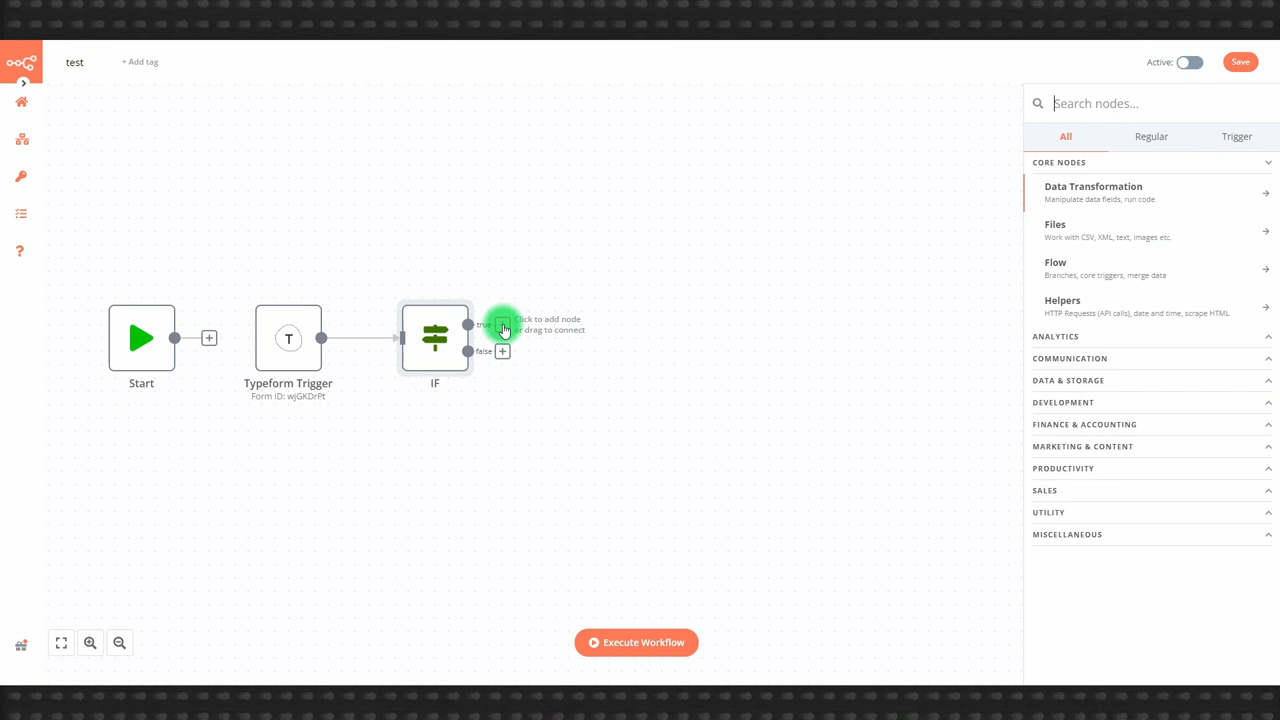 test
+ Add tag
Active:
Save
Search nodes...
All
Regular
Trigger
CORE NODES
Data Transformation
Manipulate data fields, run code
Files
Work with CSV, XML, text, images etc.
Flow
Branches, core triggers, merge data
Helpers
HTTP Requests (API calls), date and time, scrape HTML
ANALYTICS
COMMUNICATION
DATA & STORAGE
DEVELOPMENT
FINANCE & ACCOUNTING
MARKETING & CONTENT
PRODUCTIVITY
SALES
UTILITY
MISCELLANEOUS
true
Click to add node
or drag to connect
false
T
Start
Typeform Trigger
Form ID: wjGKDrPt
IF
Execute Workflow